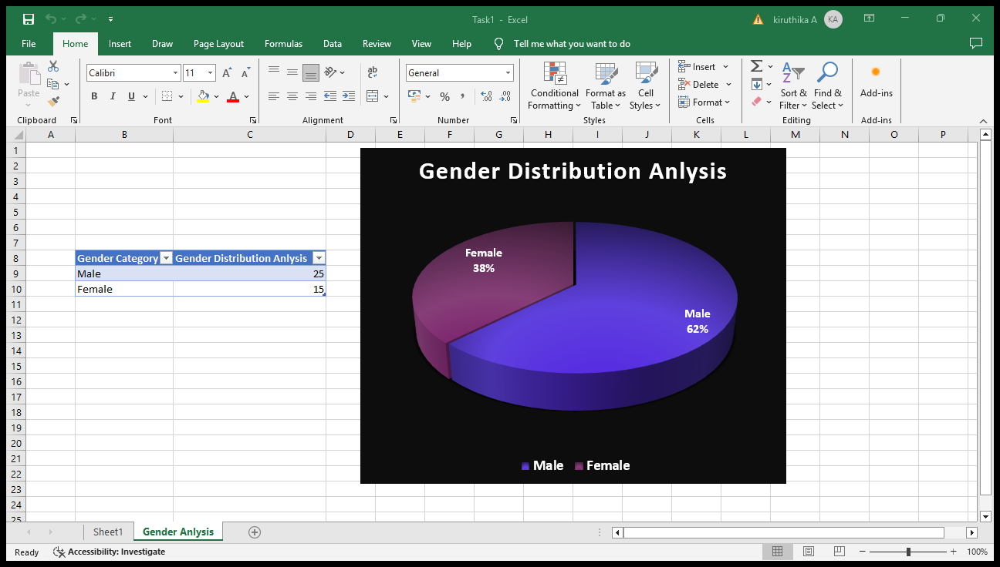 Task1 - Excel
kiruthika A
KA
File Home Insert Draw Page Layout Formulas Data Review View Help Tell me what you want to do
Paste
Clipboard
Calibri 11
B I U A
Font
ab
Alignment
General
% ,
Number
Conditional Formatting
Format as Table
Cell Styles
Styles
Insert
Delete
Format
Cells
Sort & Filter
Find & Select
Editing
Add-ins
Add-ins
A B C D E F G H I J K L M N O P
1
2
3
4
5
6
7
8 Gender Category Gender Distribution Anlysis
9 Male 25
10 Female 15
11
12
13
14
15
16
17
18
19
20
21
22
23
24
25
Gender Distribution Anlysis
Female
38%
Male
62%
Male Female
Sheet1 Gender Anlysis
Ready Accessibility: Investigate 100%